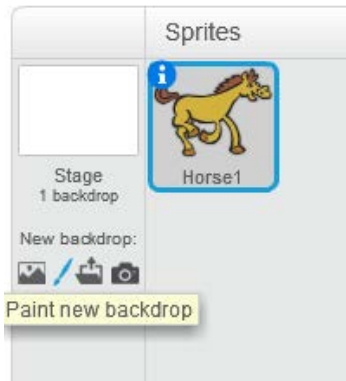 Sprites
Stage
1 backdrop
New backdrop:
Paint new backdrop
i
Horse1